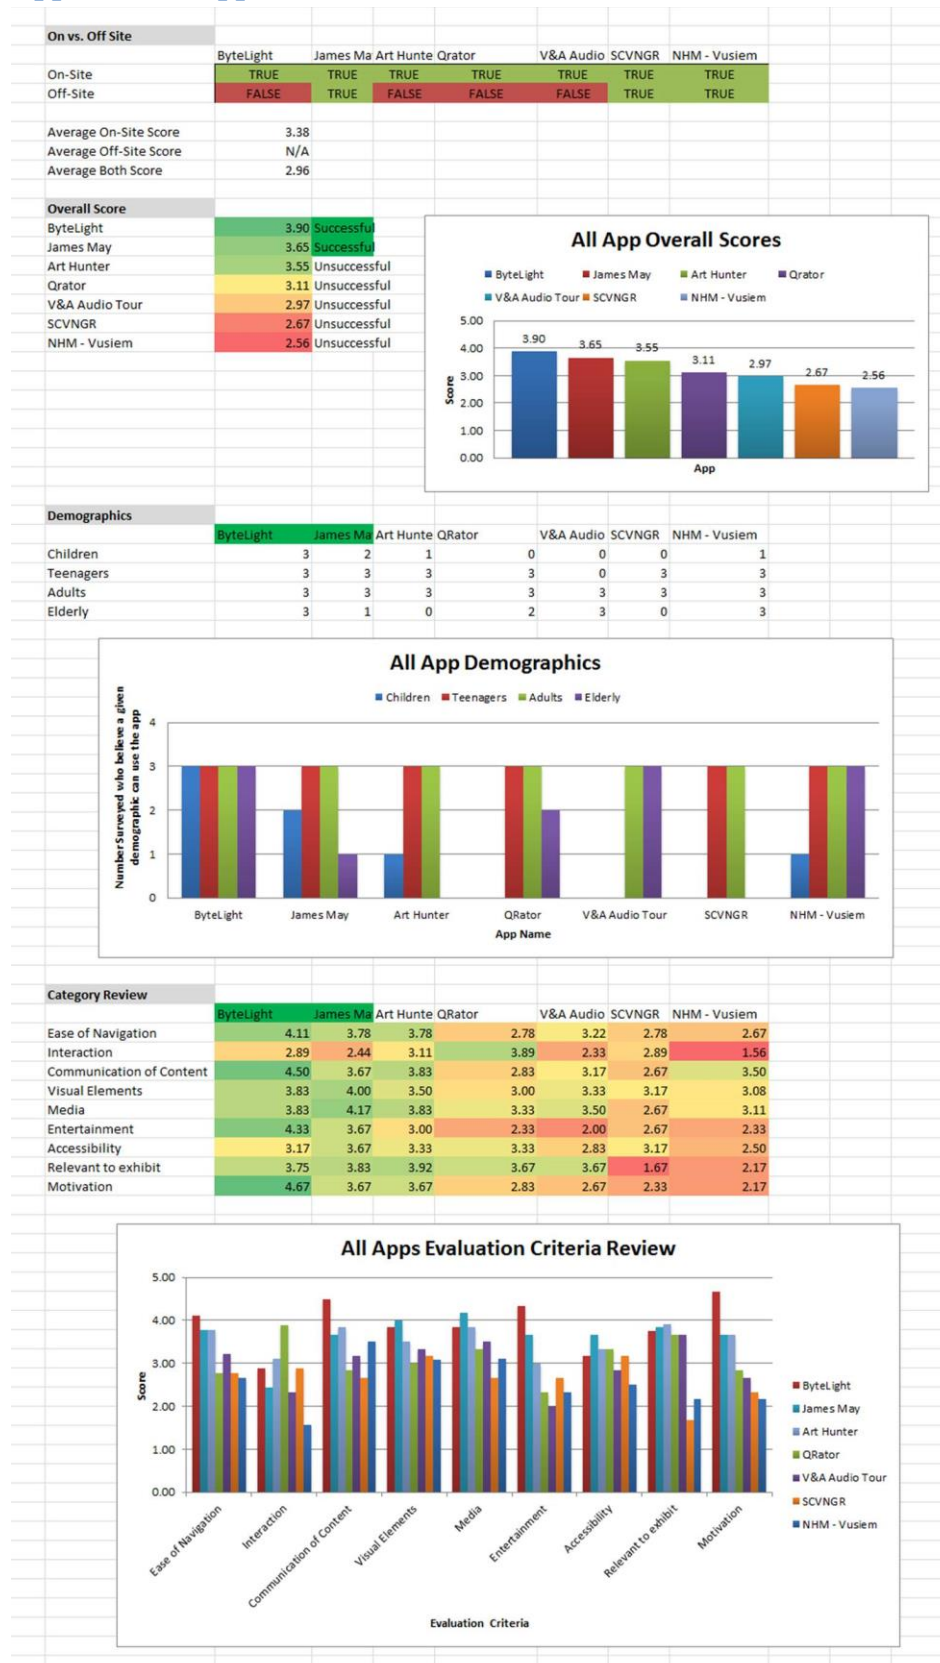 On vs. Off Site
ByteLight James Ma Art Hunte Qrator V&A Audio SCVNGR NHM - Vusiem
On-Site TRUE TRUE TRUE TRUE TRUE TRUE TRUE
Off-Site FALSE TRUE FALSE FALSE FALSE TRUE TRUE
Average On-Site Score 3.38
Average Off-Site Score N/A
Average Both Score 2.96
Overall Score
ByteLight 3.90 Successful
James May 3.65 Successful
Art Hunter 3.55 Unsuccessful
Qrator 3.11 Unsuccessful
V&A Audio Tour 2.97 Unsuccessful
SCVNGR 2.67 Unsuccessful
NHM - Vusiem 2.56 Unsuccessful
All App Overall Scores
ByteLight James May Art Hunter Qrator
V&A Audio Tour SCVNGR NHM - Vusiem
5.00
4.00
3.00
2.00
1.00
0.00
Score
3.90 3.65 3.55 3.11 2.97 2.67 2.56
App
Demographics
ByteLight James Ma Art Hunte QRator V&A Audio SCVNGR NHM - Vusiem
Children 3 2 1 0 0 0 1
Teenagers 3 3 3 3 0 3 3
Adults 3 3 3 3 3 3 3
Elderly 3 1 0 2 3 0 3
All App Demographics
Children Teenagers Adults Elderly
Number Surveyed who believe a given
demographic can use the app
4
3
2
1
0
ByteLight James May Art Hunter QRator V&A Audio Tour SCVNGR NHM - Vusiem
App Name
Category Review
ByteLight James Ma Art Hunte QRator V&A Audio SCVNGR NHM - Vusiem
Ease of Navigation 4.11 3.78 3.78 2.78 3.22 2.78 2.67
Interaction 2.89 2.44 3.11 3.89 2.33 2.89 1.56
Communication of Content 4.50 3.67 3.83 2.83 3.17 2.67 3.50
Visual Elements 3.83 4.00 3.50 3.00 3.33 3.17 3.08
Media 3.83 4.17 3.83 3.33 3.50 2.67 3.11
Entertainment 4.33 3.67 3.00 2.33 2.00 2.67 2.33
Accessibility 3.17 3.67 3.33 3.33 2.83 3.17 2.50
Relevant to exhibit 3.75 3.83 3.92 3.67 3.67 1.67 2.17
Motivation 4.67 3.67 3.67 2.83 2.67 2.33 2.17
All Apps Evaluation Criteria Review
5.00
4.00
3.00
2.00
1.00
0.00
Score
Ease of Navigation
Interaction
Communication of Content
Visual Elements
Media
Entertainment
Accessibility
Relevant to exhibit
Motivation
Evaluation Criteria
ByteLight
James May
Art Hunter
QRator
V&A Audio Tour
SCVNGR
NHM - Vusiem